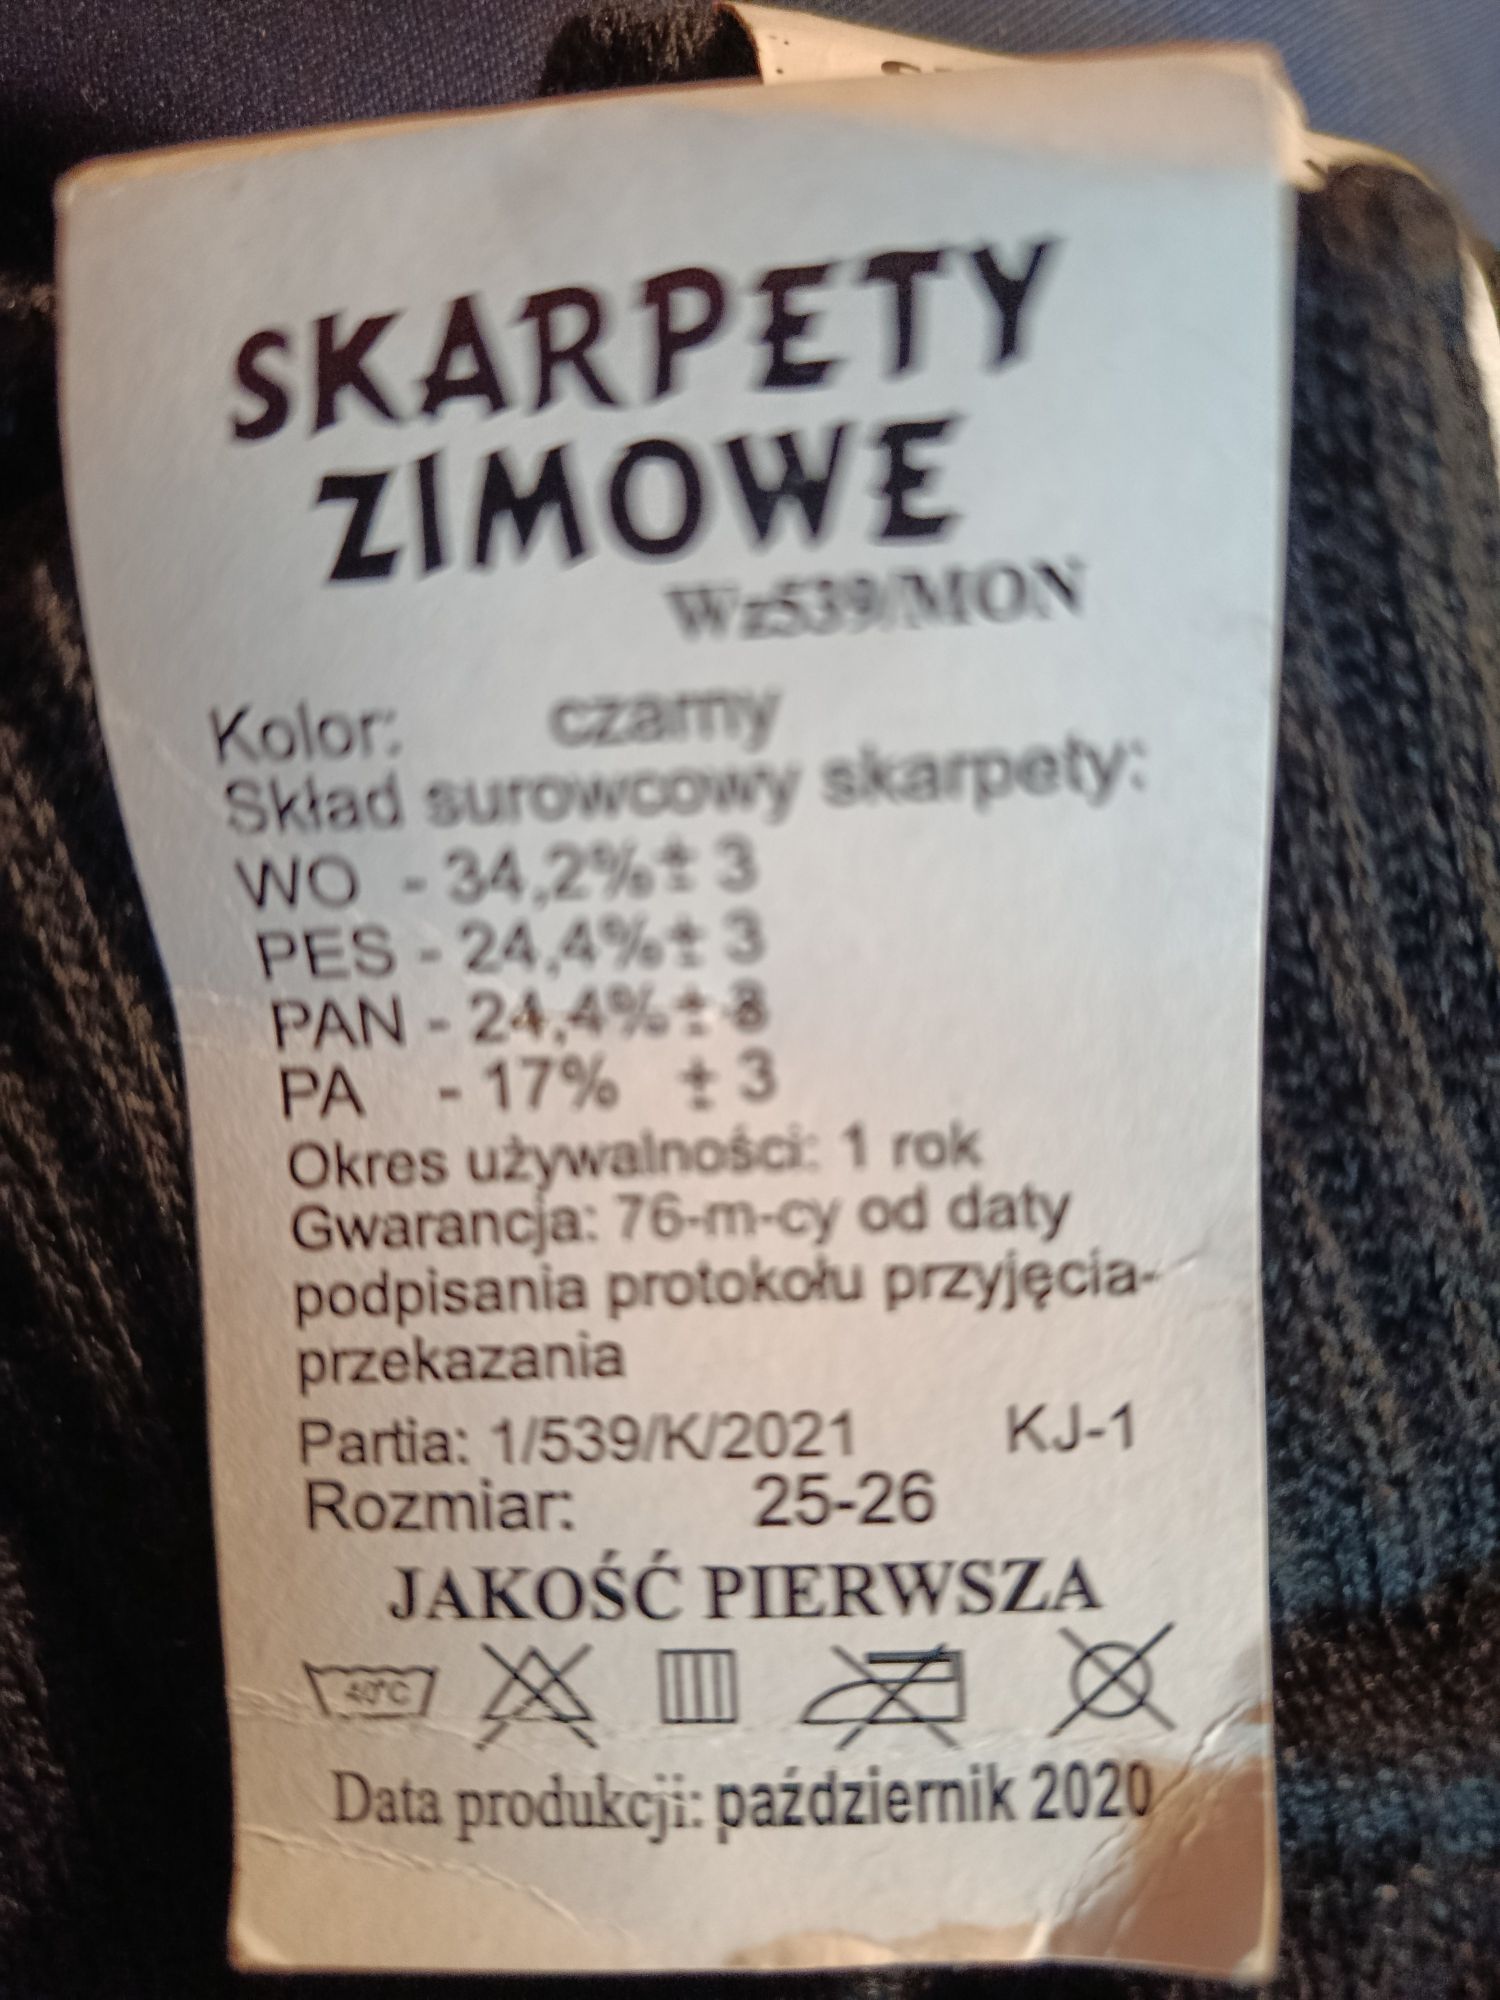 SKARPETY
ZIMOWE
Wz539/MON
Kolor: czarny
Skład surowcowy skarpety:
WO - 34,2% ± 3
PES - 24,4% ± 3
PAN - 24,4% ± 3
PA - 17% ± 3
Okres używalności: 1 rok
Gwarancja: 76-m-cy od daty
podpisania protokołu przyjęcia-
przekazania
Partia: 1/539/K/2021 KJ-1
Rozmiar: 25-26
JAKOŚĆ PIERWSZA
40°C
Data produkcji: październik 2020